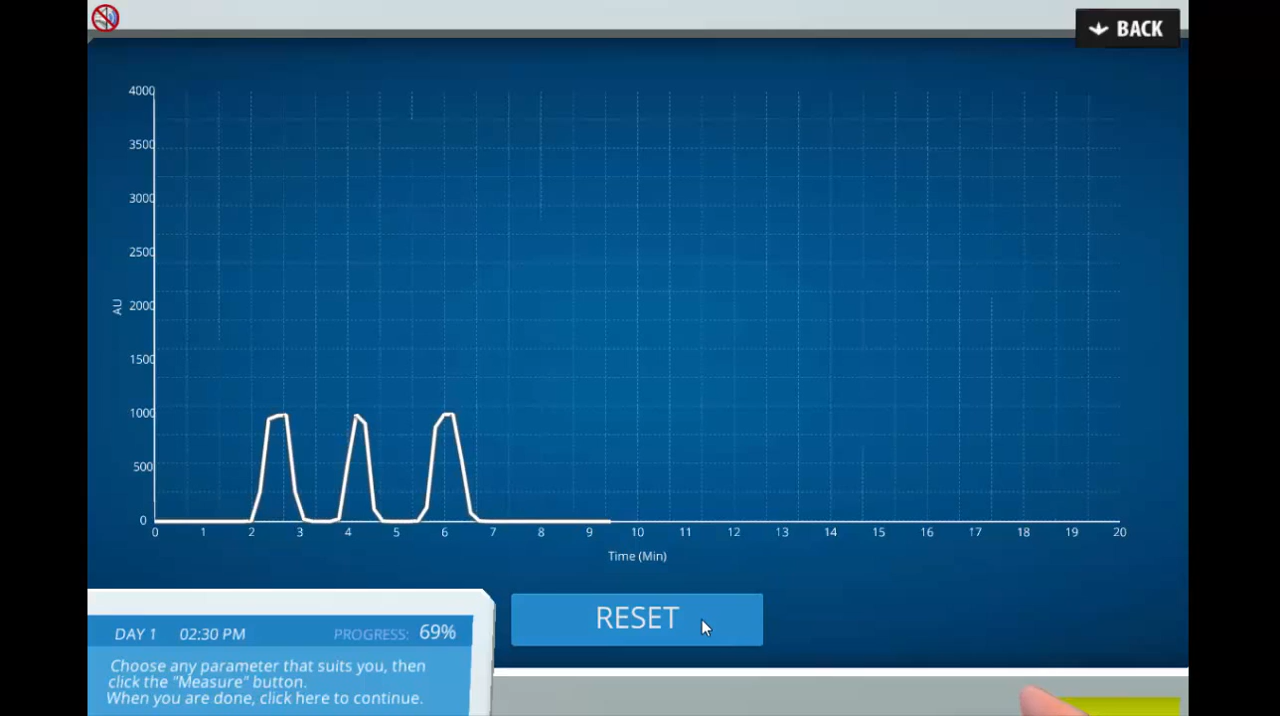 BACK
4000
3500
3000
2500
AU
2000
1500
1000
500
0
0 1 2 3 4 5 6 7 8 9 10 11 12 13 14 15 16 17 18 19 20
Time (Min)
RESET
DAY 1 02:30 PM PROGRESS: 69%
Choose any parameter that suits you, then
click the "Measure" button.
When you are done, click here to continue.